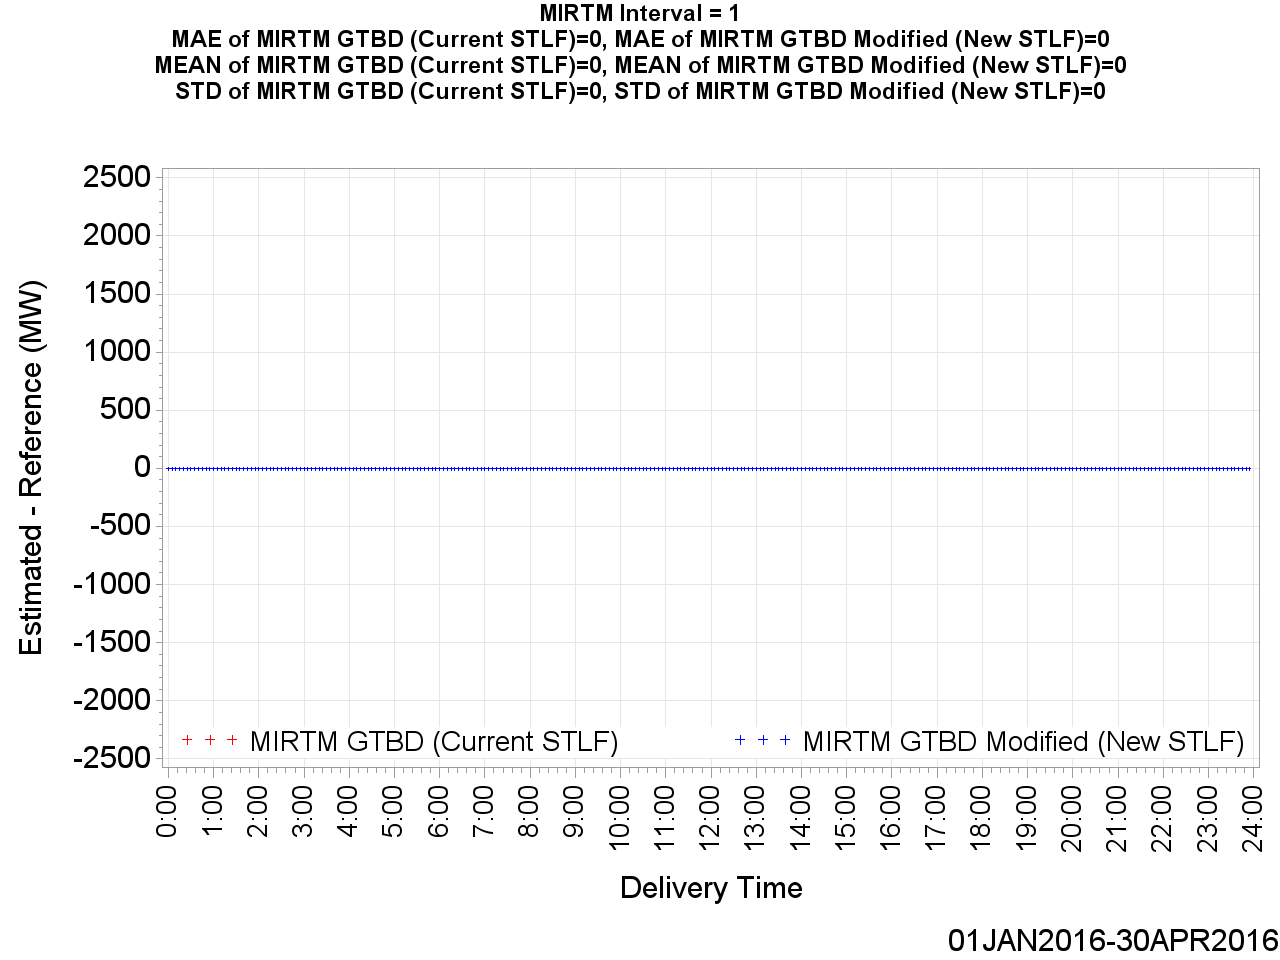 MIRTM Interval = 1
MAE of MIRTM GTBD (Current STLF)=0, MAE of MIRTM GTBD Modified (New STLF)=0
MEAN of MIRTM GTBD (Current STLF)=0, MEAN of MIRTM GTBD Modified (New STLF)=0
STD of MIRTM GTBD (Current STLF)=0, STD of MIRTM GTBD Modified (New STLF)=0
Estimated - Reference (MW)
2500
2000
1500
1000
500
0
-500
-1000
-1500
-2000
-2500
MIRTM GTBD (Current STLF) MIRTM GTBD Modified (New STLF)
0:00 1:00 2:00 3:00 4:00 5:00 6:00 7:00 8:00 9:00 10:00 11:00 12:00 13:00 14:00 15:00 16:00 17:00 18:00 19:00 20:00 21:00 22:00 23:00 24:00
Delivery Time
01JAN2016-30APR2016